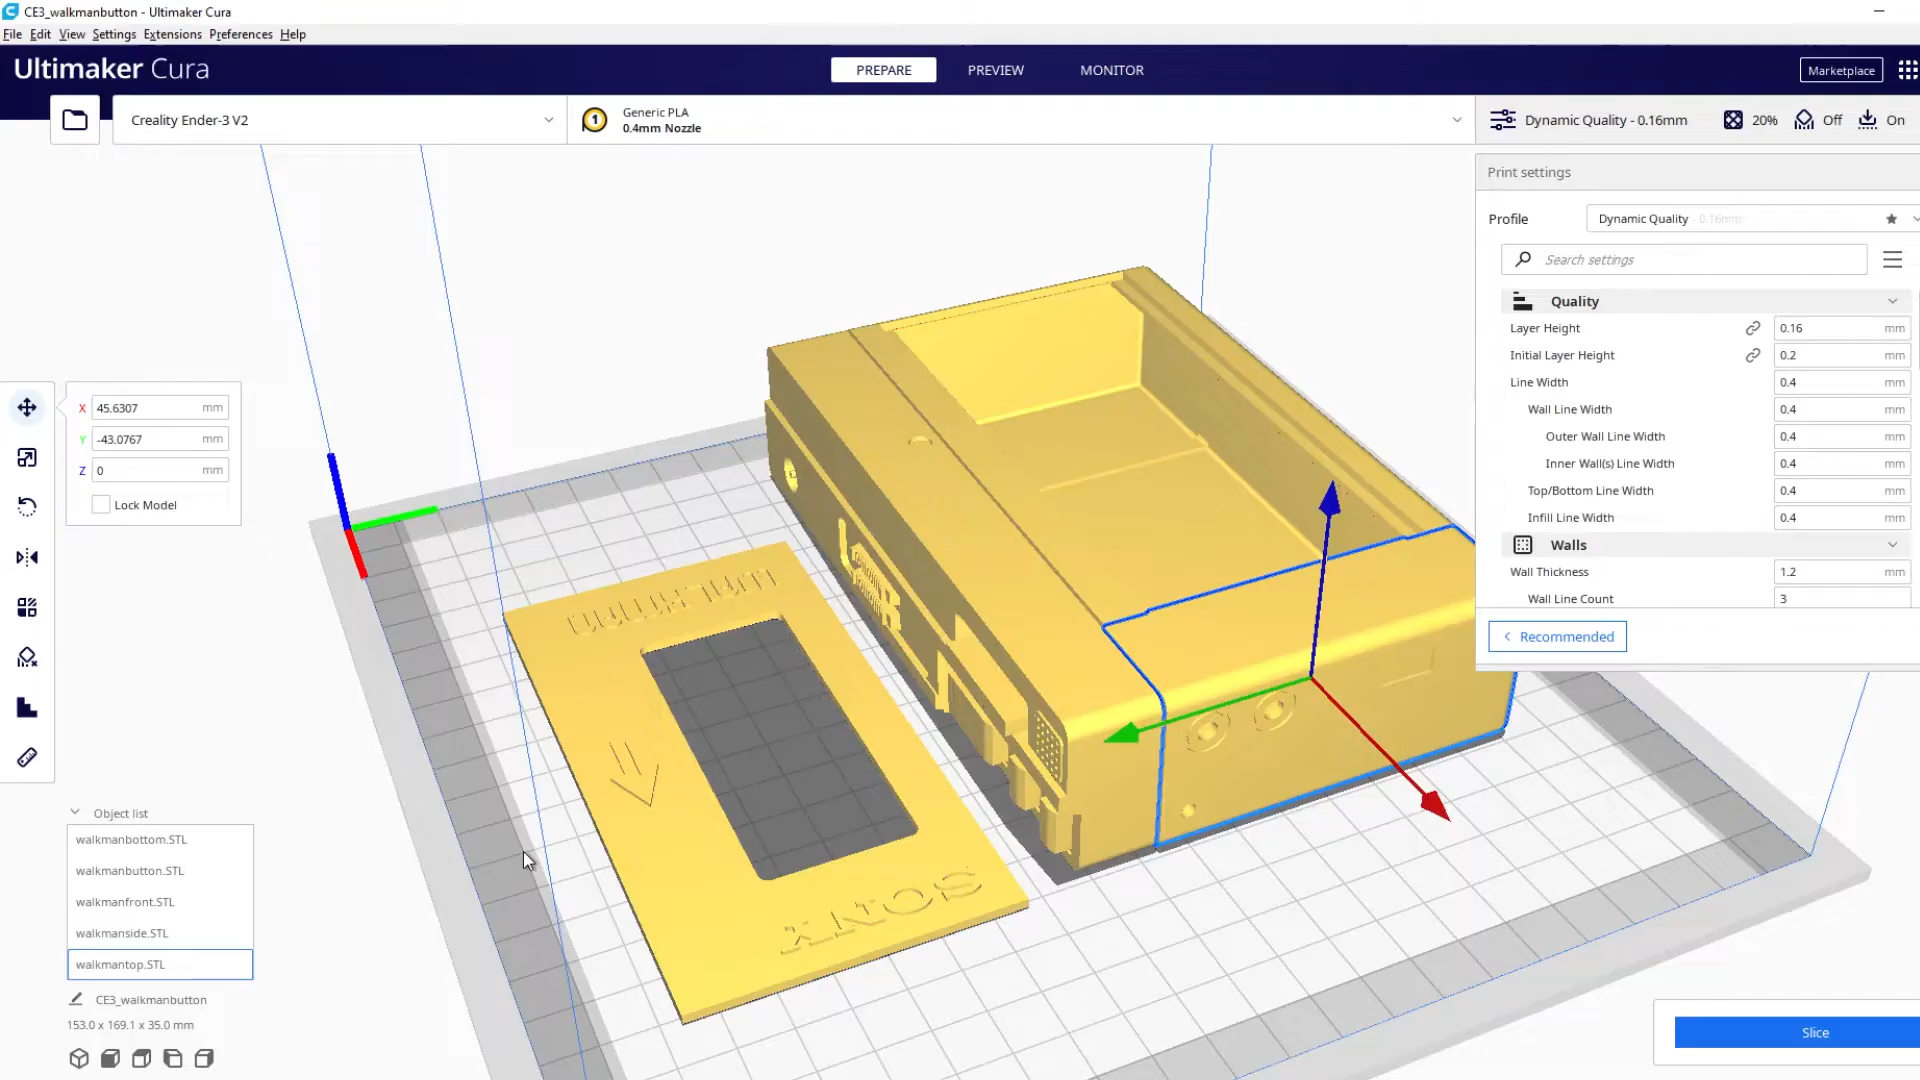 CE3_walkmanbutton - Ultimaker Cura
File Edit View Settings Extensions Preferences Help
Ultimaker Cura
PREPARE PREVIEW MONITOR
Marketplace
Creality Ender-3 V2
1
Generic PLA
0.4mm Nozzle
Dynamic Quality - 0.16mm 20% Off On
Print settings
Profile Dynamic Quality - 0.16mm
Search settings
Quality
Layer Height 0.16 mm
Initial Layer Height 0.2 mm
Line Width 0.4 mm
Wall Line Width 0.4 mm
Outer Wall Line Width 0.4 mm
Inner Wall(s) Line Width 0.4 mm
Top/Bottom Line Width 0.4 mm
Infill Line Width 0.4 mm
Walls
Wall Thickness 1.2 mm
Wall Line Count 3
Recommended
X 45.6307 mm
Y -43.0767 mm
Z 0 mm
Lock Model
WALKMAN
SONY
Object list
walkmanbottom.STL
walkmanbutton.STL
walkmanfront.STL
walkmanside.STL
walkmantop.STL
CE3_walkmanbutton
153.0 x 169.1 x 35.0 mm
Slice